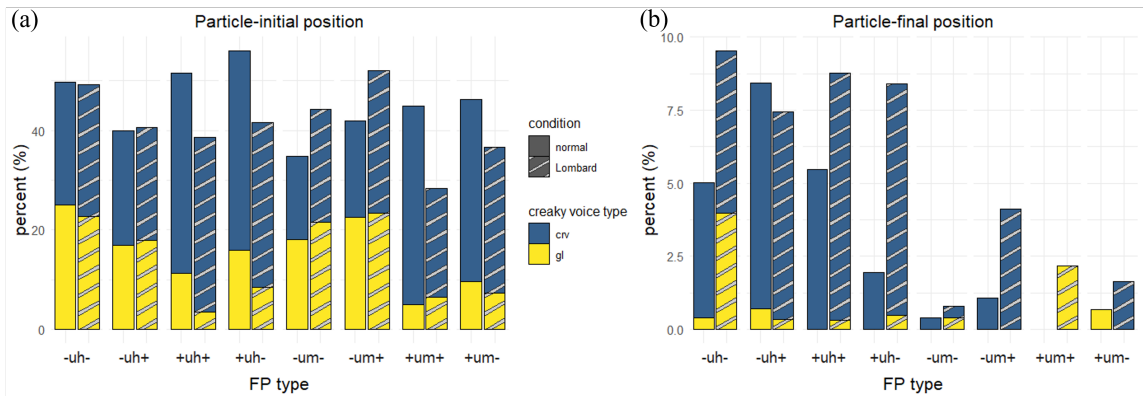 (a)
Particle-initial position
percent (%)
40
20
0
-uh-
-uh+
+uh+
+uh-
-um-
-um+
+um+
+um-
FP type
condition
normal
Lombard
creaky voice type
crv
gl
(b)
Particle-final position
percent (%)
10.0
7.5
5.0
2.5
0.0
-uh-
-uh+
+uh+
+uh-
-um-
-um+
+um+
+um-
FP type